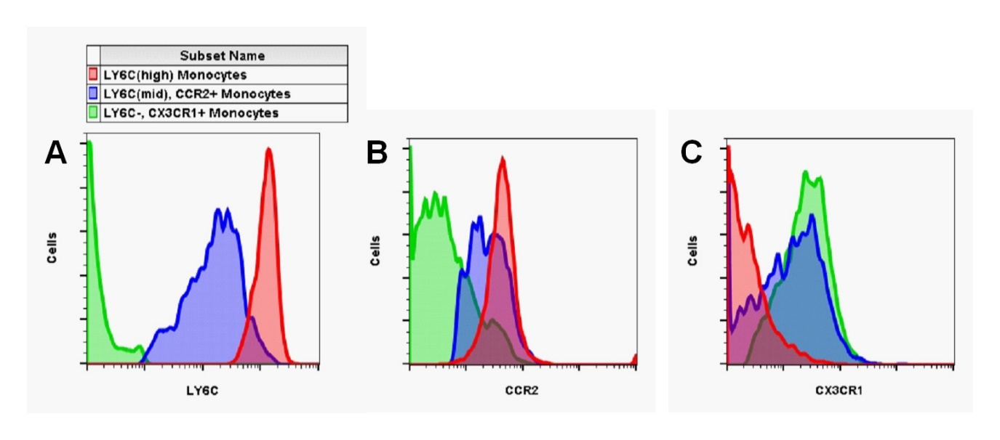 Subset Name
LY6C(high) Monocytes
LY6C(mid), CCR2+ Monocytes
LY6C-, CX3CR1+ Monocytes
A
B
C
Cells
Cells
Cells
LY6C
CCR2
CX3CR1